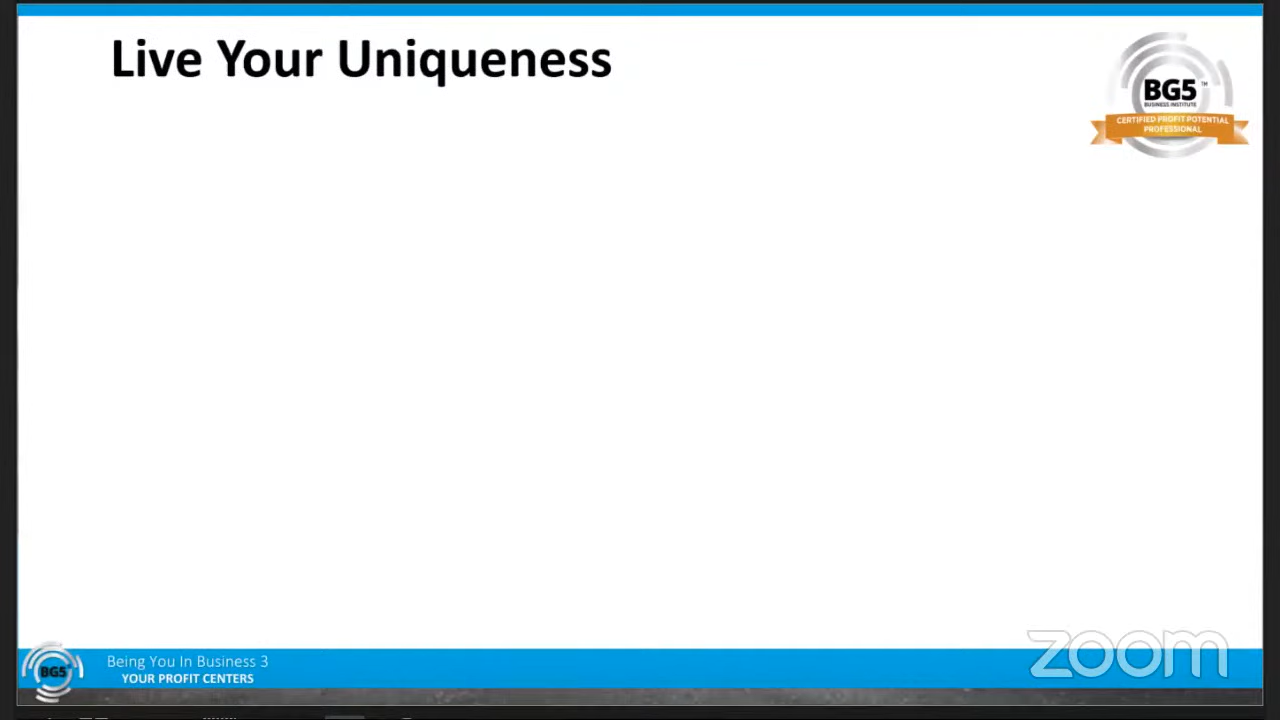 Live Your Uniqueness
BG5 ™
BUSINESS INSTITUTE
CERTIFIED PROFIT POTENTIAL
PROFESSIONAL
BG5
Being You In Business 3
YOUR PROFIT CENTERS
zoom